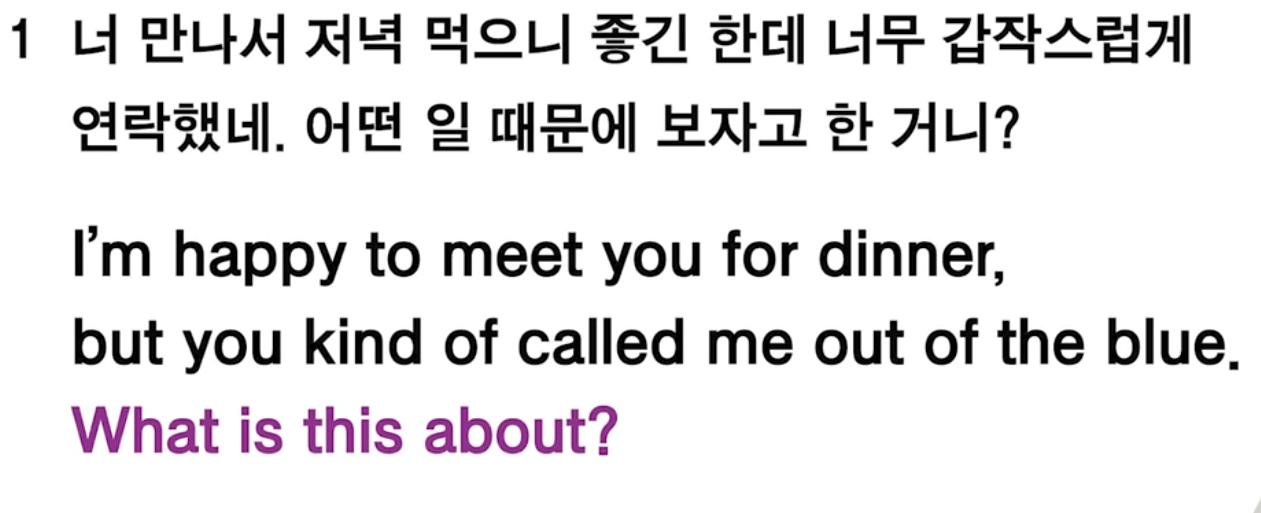 1 너 만나서 저녁 먹으니 좋긴 한데 너무 갑작스럽게
연락했네. 어떤 일 때문에 보자고 한 거니?
I’m happy to meet you for dinner,
but you kind of called me out of the blue.
What is this about?